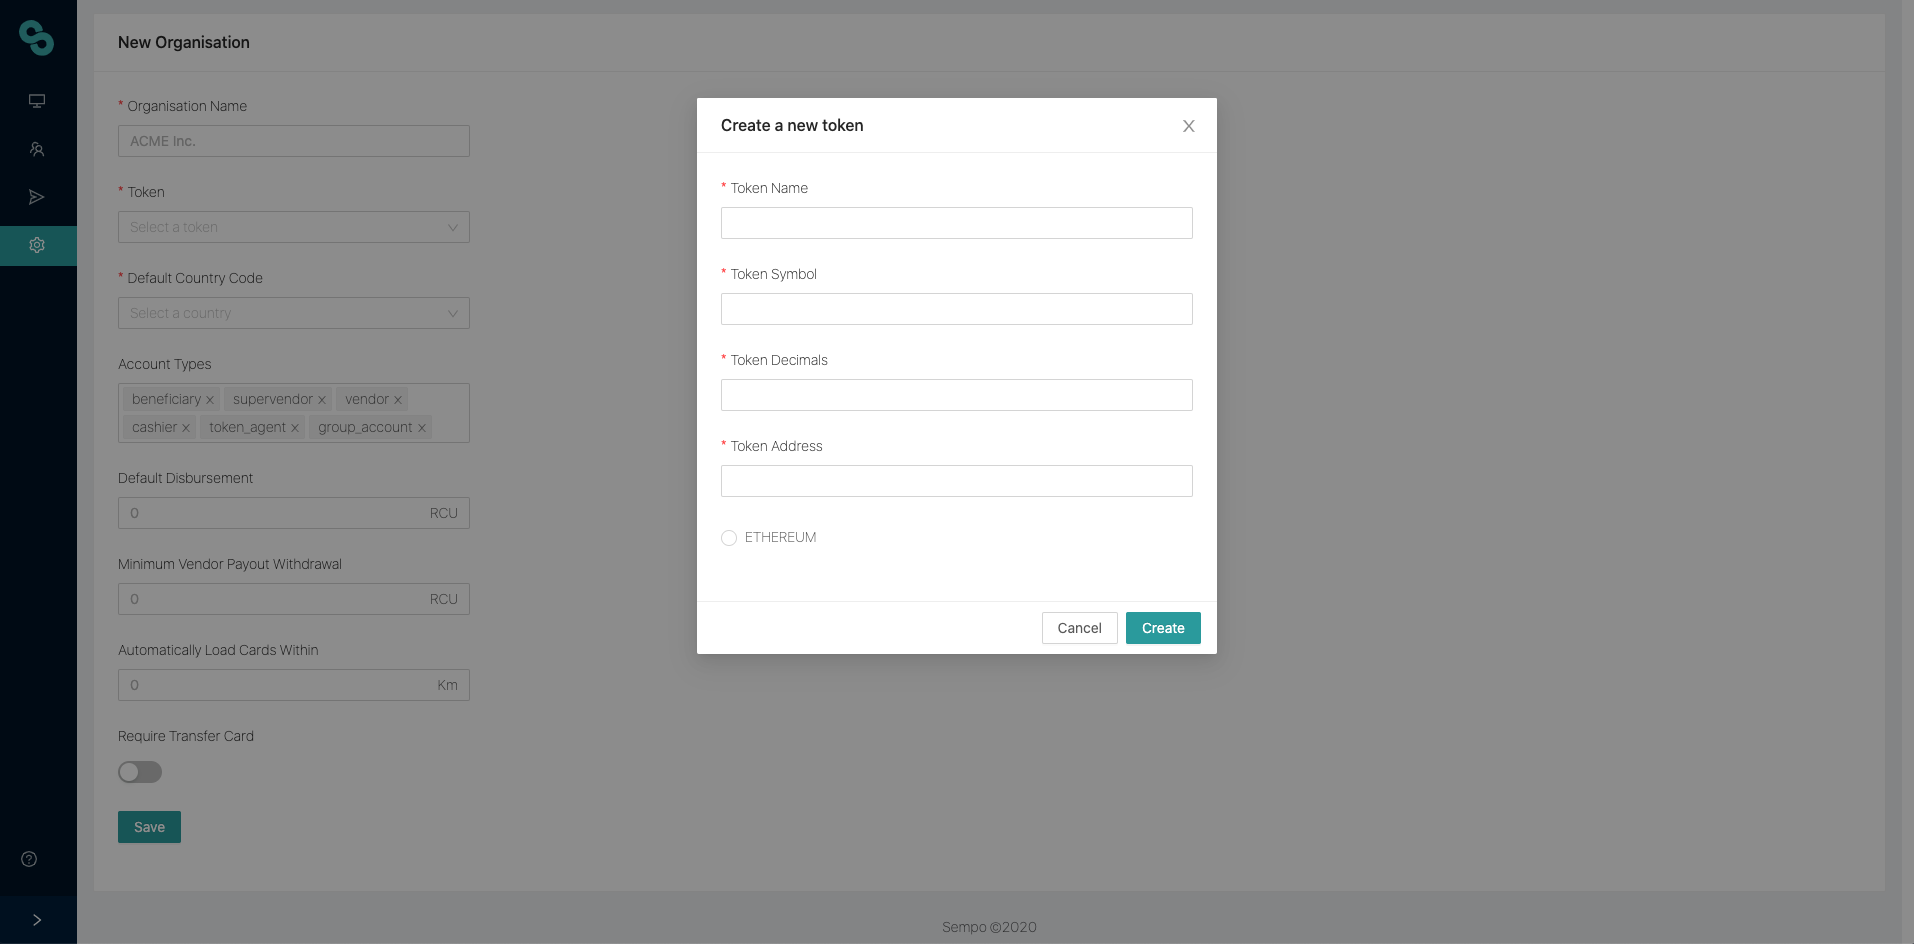 New Organisation
* Organisation Name
ACME Inc.
* Token
Select a token
* Default Country Code
Select a country
Account Types
beneficiary supervendor vendor
cashier token_agent group_account
Default Disbursement
0 RCU
Minimum Vendor Payout Withdrawal
0 RCU
Automatically Load Cards Within
0 Km
Require Transfer Card
Save
Create a new token
* Token Name
* Token Symbol
* Token Decimals
* Token Address
ETHEREUM
Cancel Create
Sempo ©2020